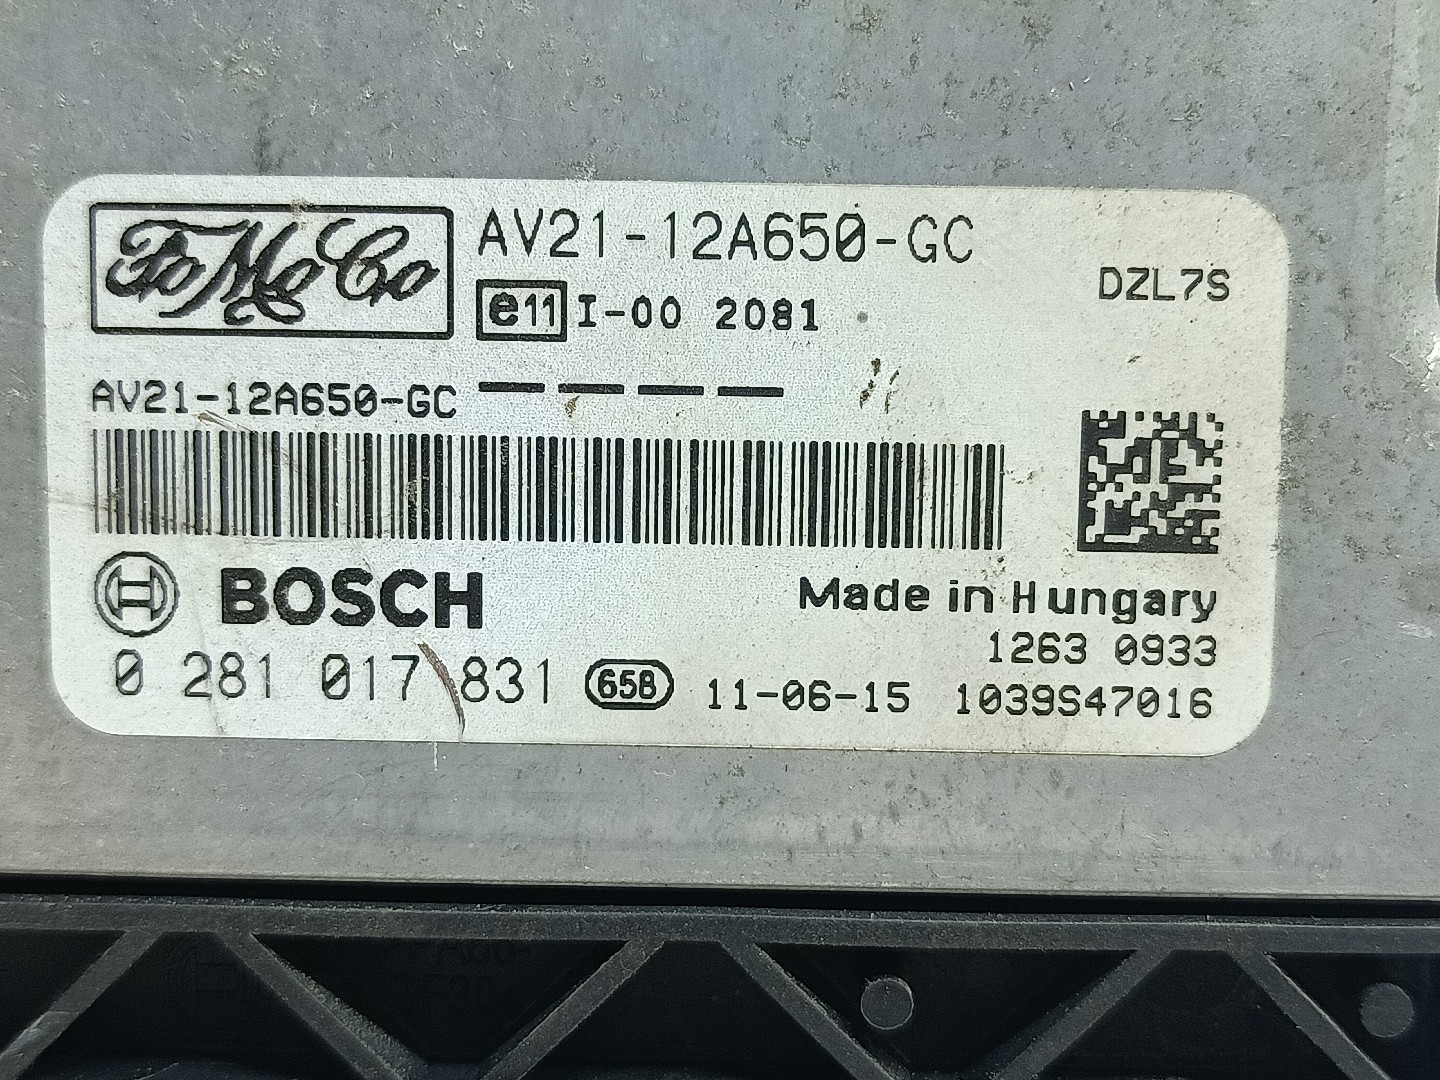 FoMoCo
AV21-12A650-GC
DZL7S
e11 I-00 2081
AV21-12A650-GC
BOSCH
Made in Hungary
1263 0933
0 281 017 831
65B
11-06-15
1039S47016